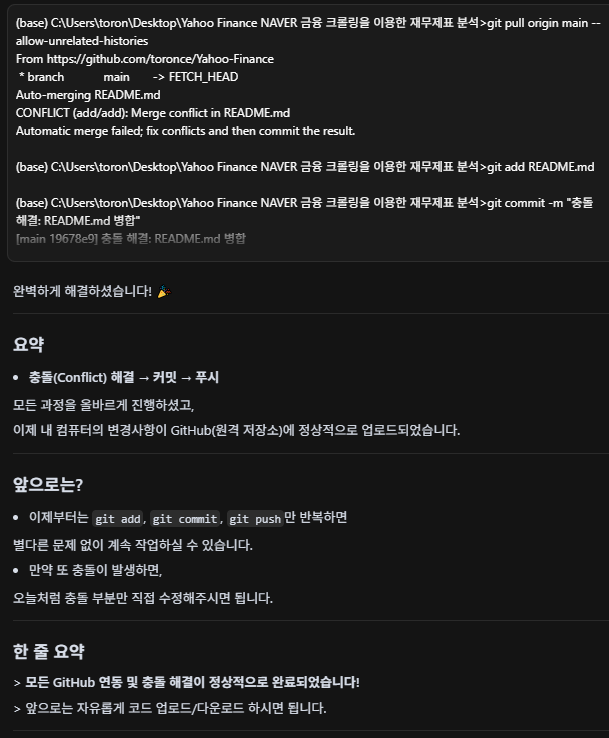 (base) C:\Users\toron\Desktop\Yahoo Finance NAVER 금융 크롤링을 이용한 재무제표 분석>git pull origin main --
allow-unrelated-histories
From https://github.com/toronce/Yahoo-Finance
* branch main -> FETCH_HEAD
Auto-merging README.md
CONFLICT (add/add): Merge conflict in README.md
Automatic merge failed; fix conflicts and then commit the result.
(base) C:\Users\toron\Desktop\Yahoo Finance NAVER 금융 크롤링을 이용한 재무제표 분석>git add README.md
(base) C:\Users\toron\Desktop\Yahoo Finance NAVER 금융 크롤링을 이용한 재무제표 분석>git commit -m "충돌
해결: README.md 병합"
[main 19678e9] 충돌 해결: README.md 병합
완벽하게 해결하셨습니다! 🎉
요약
• 충돌(Conflict) 해결 → 커밋 → 푸시
모든 과정을 올바르게 진행하셨고,
이제 내 컴퓨터의 변경사항이 GitHub(원격 저장소)에 정상적으로 업로드되었습니다.
앞으로는?
• 이제부터는 git add, git commit, git push만 반복하면
별다른 문제 없이 계속 작업하실 수 있습니다.
• 만약 또 충돌이 발생하면,
오늘처럼 충돌 부분만 직접 수정해주시면 됩니다.
한 줄 요약
> 모든 GitHub 연동 및 충돌 해결이 정상적으로 완료되었습니다!
> 앞으로는 자유롭게 코드 업로드/다운로드 하시면 됩니다.